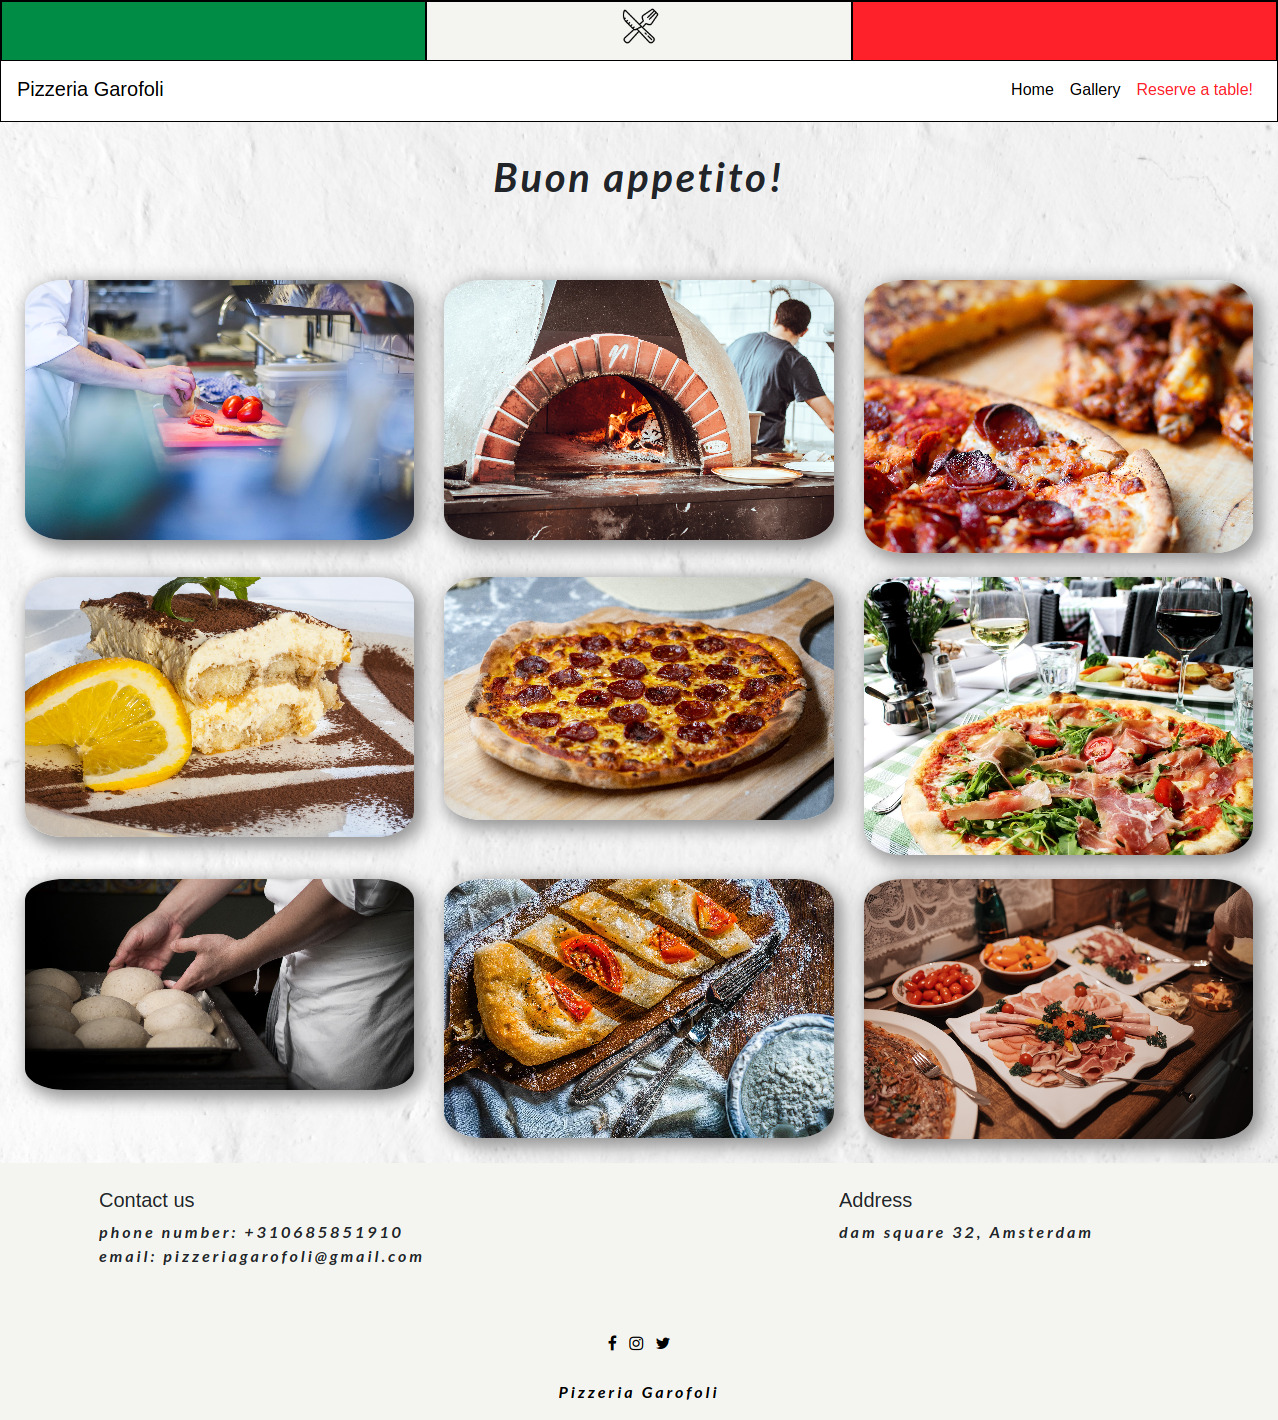 Pizzeria Garofoli
Home Gallery Reserve a table!
Buon appetito!
Contact us
phone number: +310685851910
email: pizzeriagarofoli@gmail.com
Address
dam square 32, Amsterdam
Pizzeria Garofoli